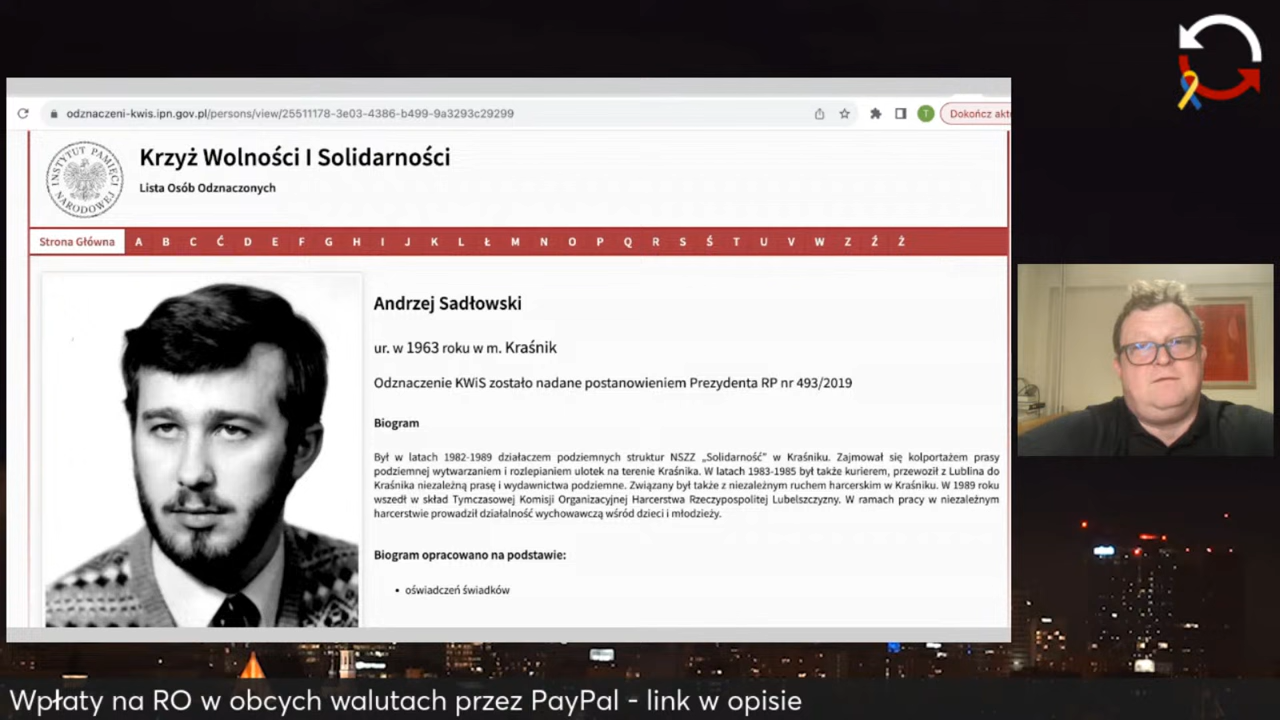 odznaczeni-kwis.ipn.gov.pl/persons/view/25511178-3e03-4386-b499-9a3293c29299
T
Dokończ akt
INSTYTUT PAMIĘCI NARODOWEJ
Krzyż Wolności I Solidarności
Lista Osób Odznaczonych
Strona Główna A B C Ć D E F G H I J K L Ł M N O P Q R S Ś T U V W Z Ź Ż
Andrzej Sadłowski
ur. w 1963 roku w m. Kraśnik
Odznaczenie KWiS zostało nadane postanowieniem Prezydenta RP nr 493/2019
Biogram
Był w latach 1982-1989 działaczem podziemnych struktur NSZZ „Solidarność” w Kraśniku. Zajmował się kolportażem prasy
podziemnej wytwarzaniem i rozlepianiem ulotek na terenie Kraśnika. W latach 1983-1985 był także kurierem, przewoził z Lublina do
Kraśnika niezależną prasę i wydawnictwa podziemne. Związany był także z niezależnym ruchem harcerskim w Kraśniku. W 1989 roku
wszedł w skład Tymczasowej Komisji Organizacyjnej Harcerstwa Rzeczypospolitej Lubelszczyzny. W ramach pracy w niezależnym
harcerstwie prowadził działalność wychowawczą wśród dzieci i młodzieży.
Biogram opracowano na podstawie:
• oświadczeń świadków
Wpłaty na RO w obcych walutach przez PayPal - link w opisie